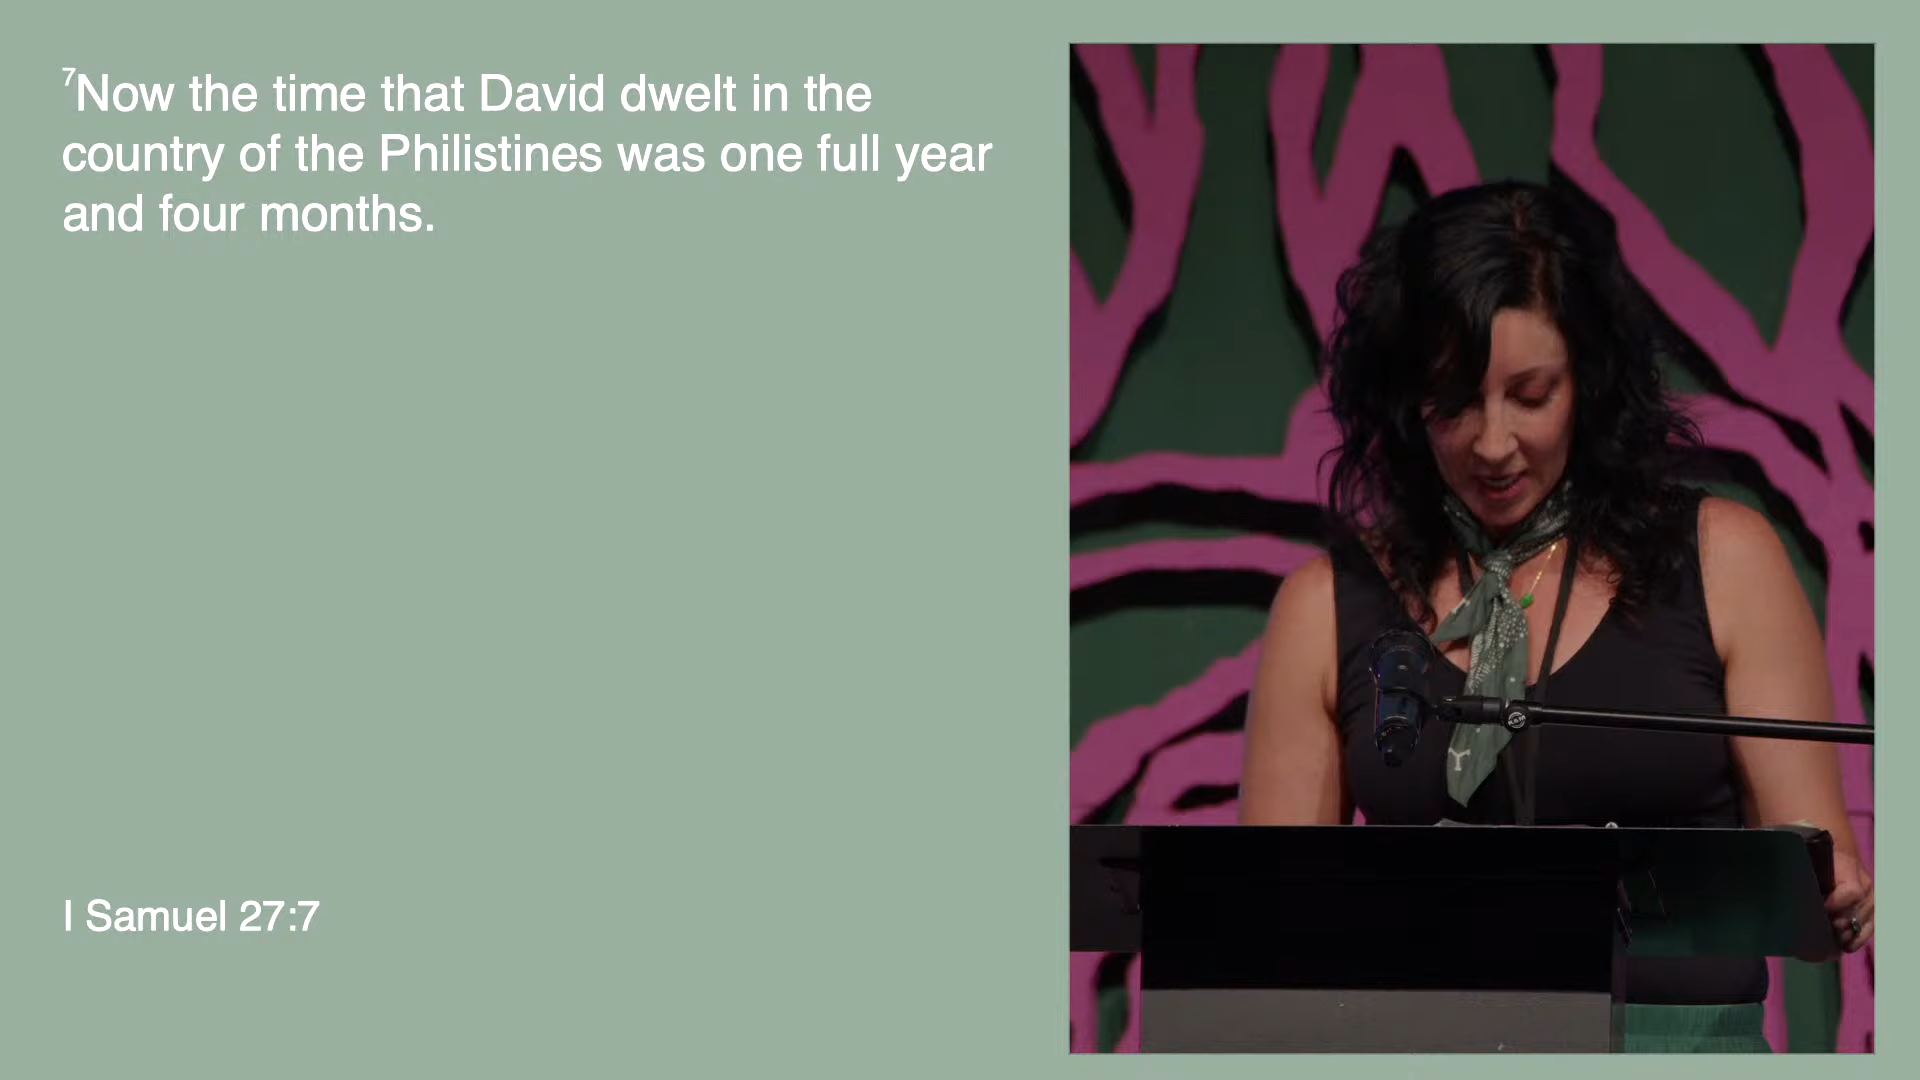 ⁷Now the time that David dwelt in the
country of the Philistines was one full year
and four months.
I Samuel 27:7